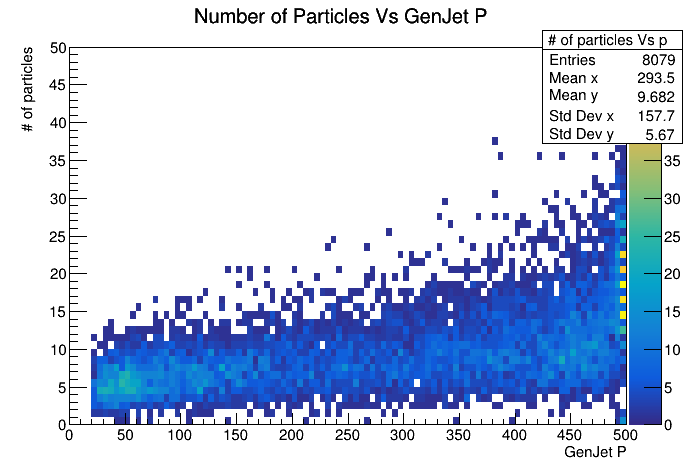 Number of Particles Vs GenJet P
# of particles Vs p
Entries 8079
Mean x 293.5
Mean y 9.682
Std Dev x 157.7
Std Dev y 5.67
# of particles
50
45
40
35
30
25
20
15
10
5
0
35
30
25
20
15
10
5
0
0 50 100 150 200 250 300 350 400 450 500
GenJet P